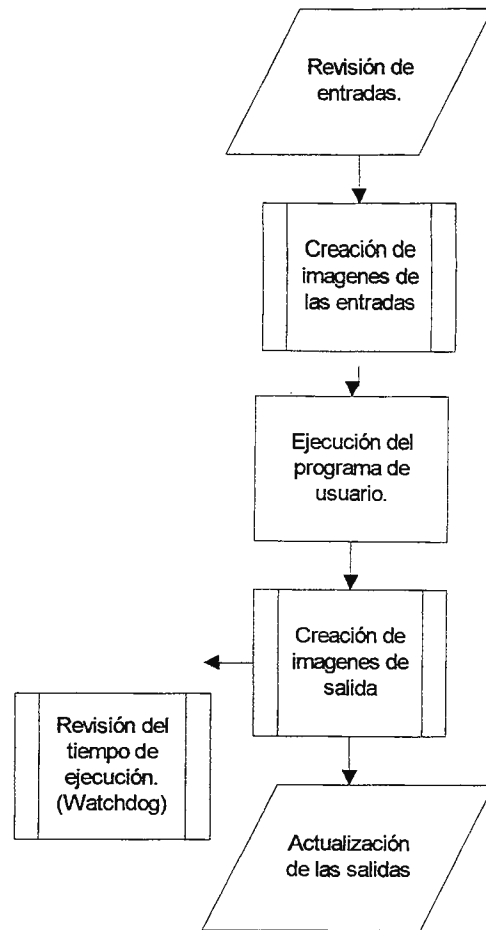 Revisión de
entradas.
Creación de
imagenes de
las entradas
Ejecución del
programa de
usuario.
Creación de
imagenes de
salida
Revisión del
tiempo de
ejecución.
(Watchdog)
Actualización
de las salidas